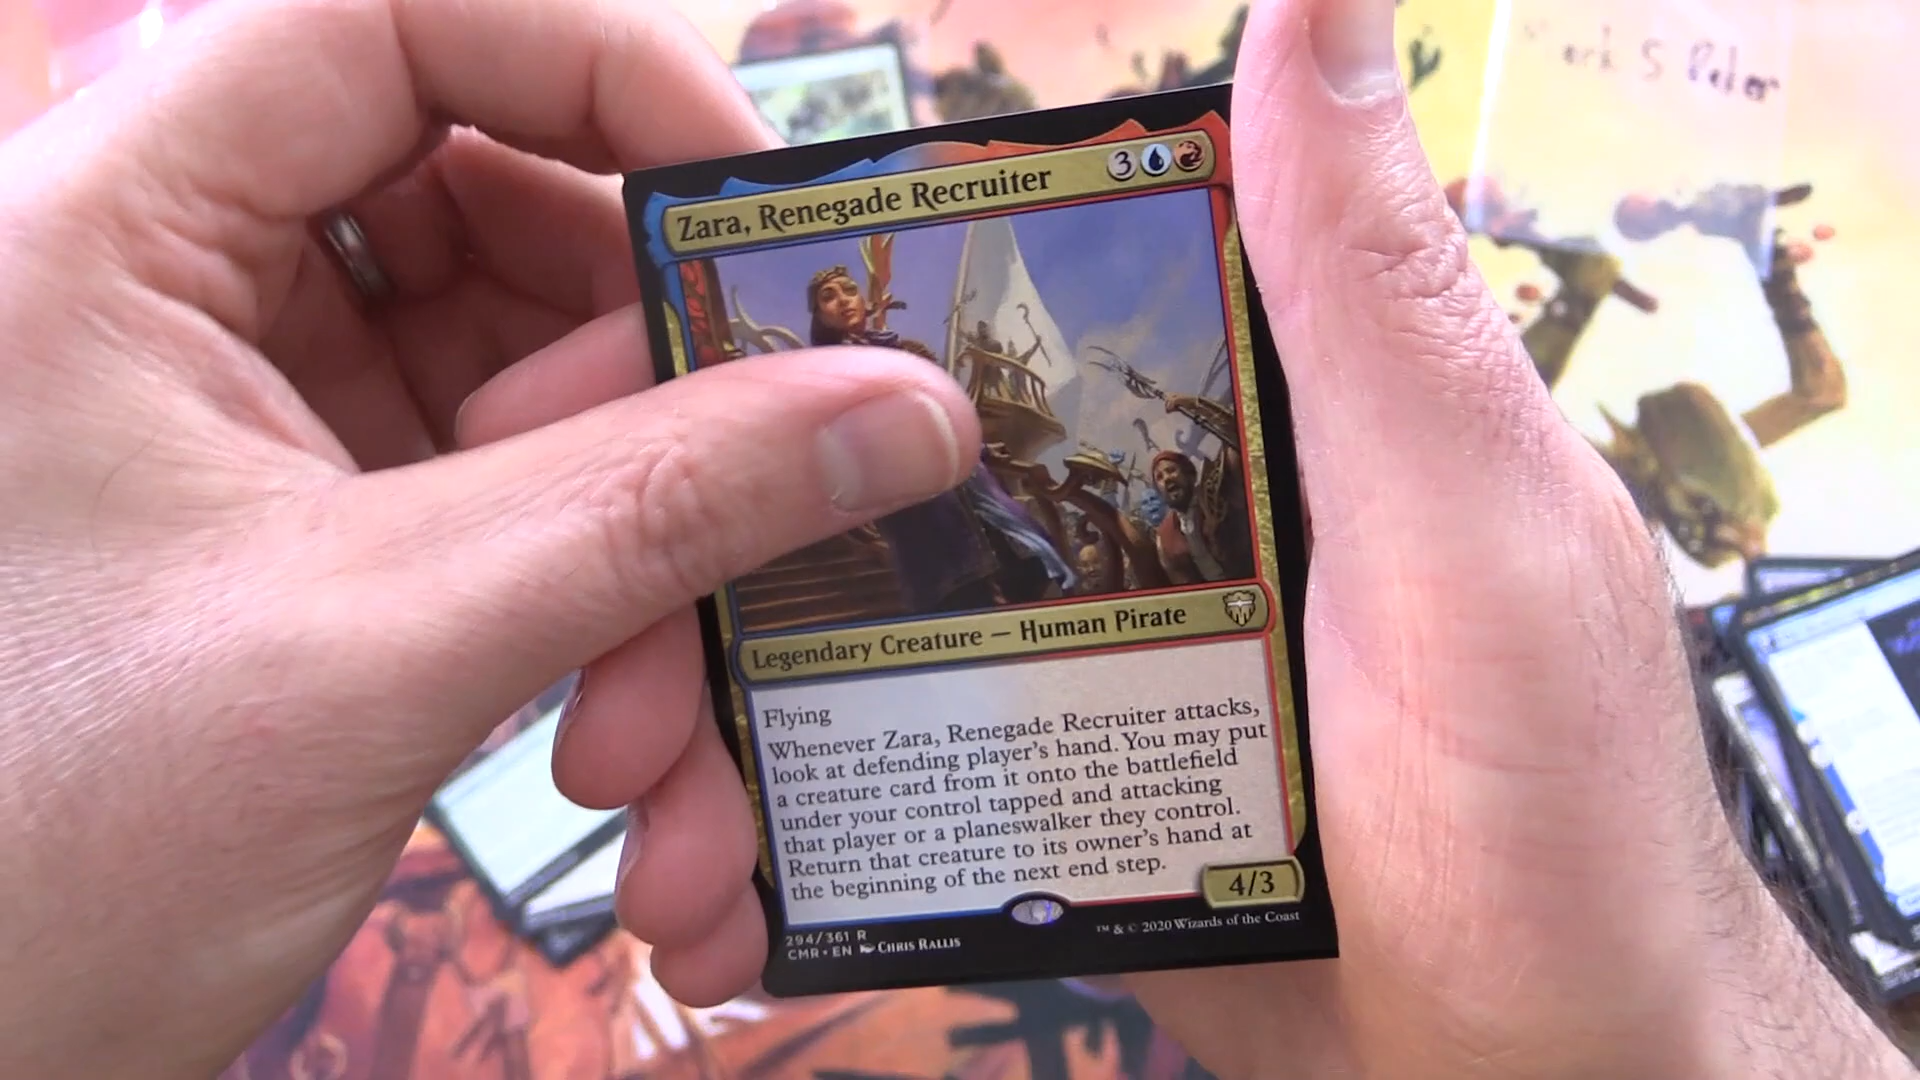 S Peter
Zara, Renegade Recruiter 3
Legendary Creature — Human Pirate
Flying
Whenever Zara, Renegade Recruiter attacks,
look at defending player's hand. You may put
a creature card from it onto the battlefield
under your control tapped and attacking
that player or a planeswalker they control.
Return that creature to its owner's hand at
the beginning of the next end step.
4/3
294/361 R
CMR • EN Chris Rallis
™ & © 2020 Wizards of the Coast